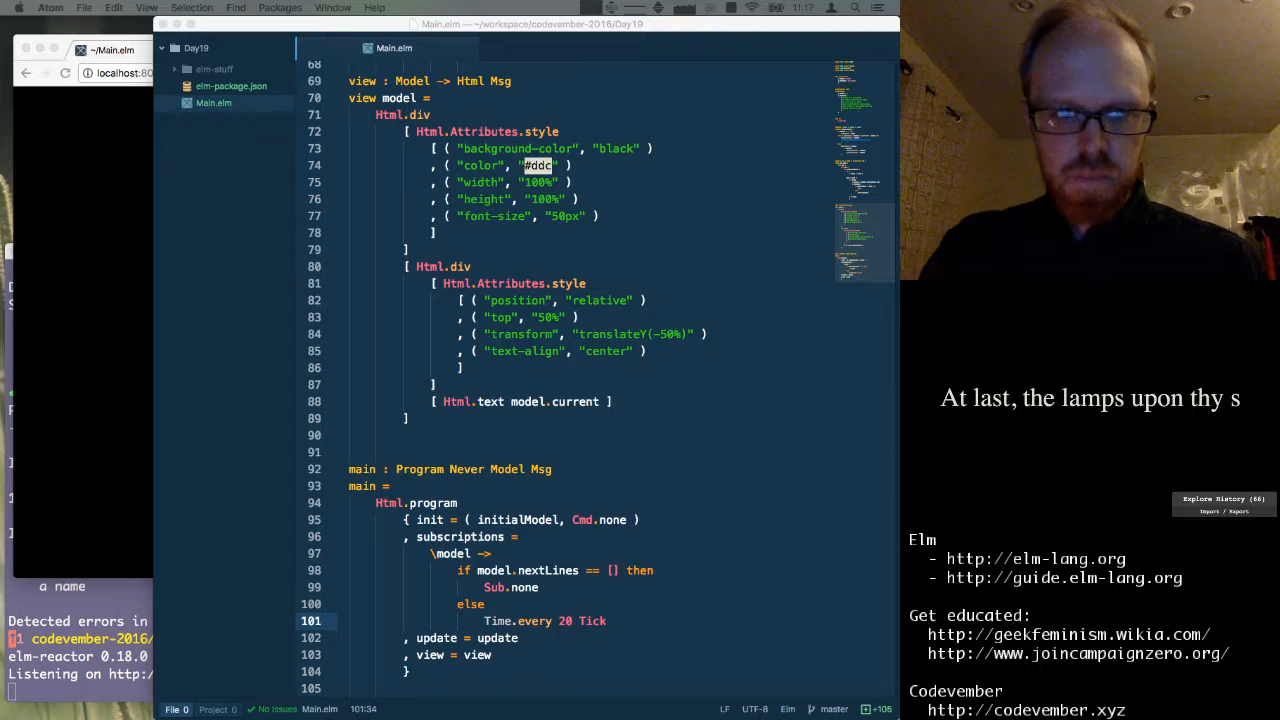 Atom File Edit View Selection Find Packages Window Help 11:17
Main.elm — ~/workspace/codevember-2016/Day19
~/Main.elm
localhost:80
Day19
elm-stuff
elm-package.json
Main.elm
Main.elm
68
69 view : Model -> Html Msg
70 view model =
71 Html.div
72 [ Html.Attributes.style
73 [ ( "background-color", "black" )
74 , ( "color", "#ddc" )
75 , ( "width", "100%" )
76 , ( "height", "100%" )
77 , ( "font-size", "50px" )
78 ]
79 ]
80 [ Html.div
81 [ Html.Attributes.style
82 [ ( "position", "relative" )
83 , ( "top", "50%" )
84 , ( "transform", "translateY(-50%)" )
85 , ( "text-align", "center" )
86 ]
87 ]
88 [ Html.text model.current ]
89 ]
90
91
92 main : Program Never Model Msg
93 main =
94 Html.program
95 { init = ( initialModel, Cmd.none )
96 , subscriptions =
97 \model ->
98 if model.nextLines == [] then
99 Sub.none
100 else
101 Time.every 20 Tick
102 , update = update
103 , view = view
104 }
105
a name
Detected errors in
1 codevember-2016/
elm-reactor 0.18.0
Listening on http:/
File 0 Project 0 No Issues Main.elm 101:34 LF UTF-8 Elm master +105
At last, the lamps upon thy s
Explore History (66)
Import / Export
Elm
- http://elm-lang.org
- http://guide.elm-lang.org
Get educated:
http://geekfeminism.wikia.com/
http://www.joincampaignzero.org/
Codevember
http://codevember.xyz